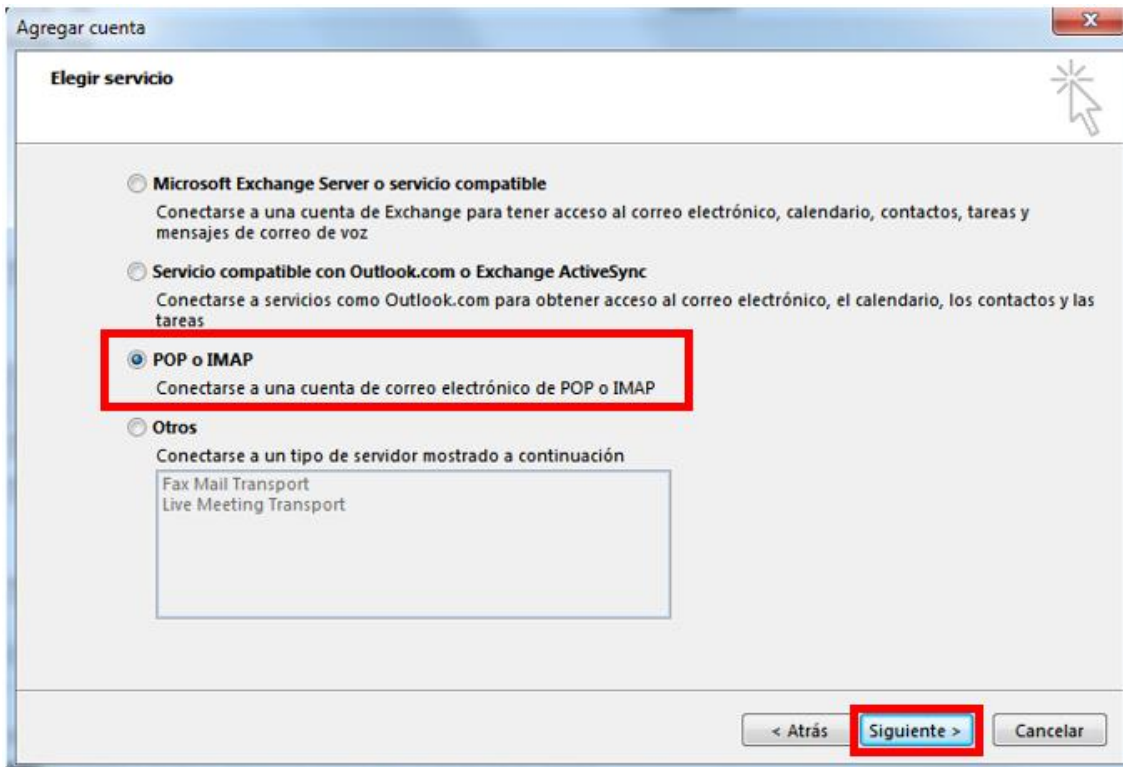 Agregar cuenta
Elegir servicio
Microsoft Exchange Server o servicio compatible
Conectarse a una cuenta de Exchange para tener acceso al correo electrónico, calendario, contactos, tareas y
mensajes de correo de voz
Servicio compatible con Outlook.com o Exchange ActiveSync
Conectarse a servicios como Outlook.com para obtener acceso al correo electrónico, el calendario, los contactos y las
tareas
POP o IMAP
Conectarse a una cuenta de correo electrónico de POP o IMAP
Otros
Conectarse a un tipo de servidor mostrado a continuación
Fax Mail Transport
Live Meeting Transport
< Atrás Siguiente > Cancelar